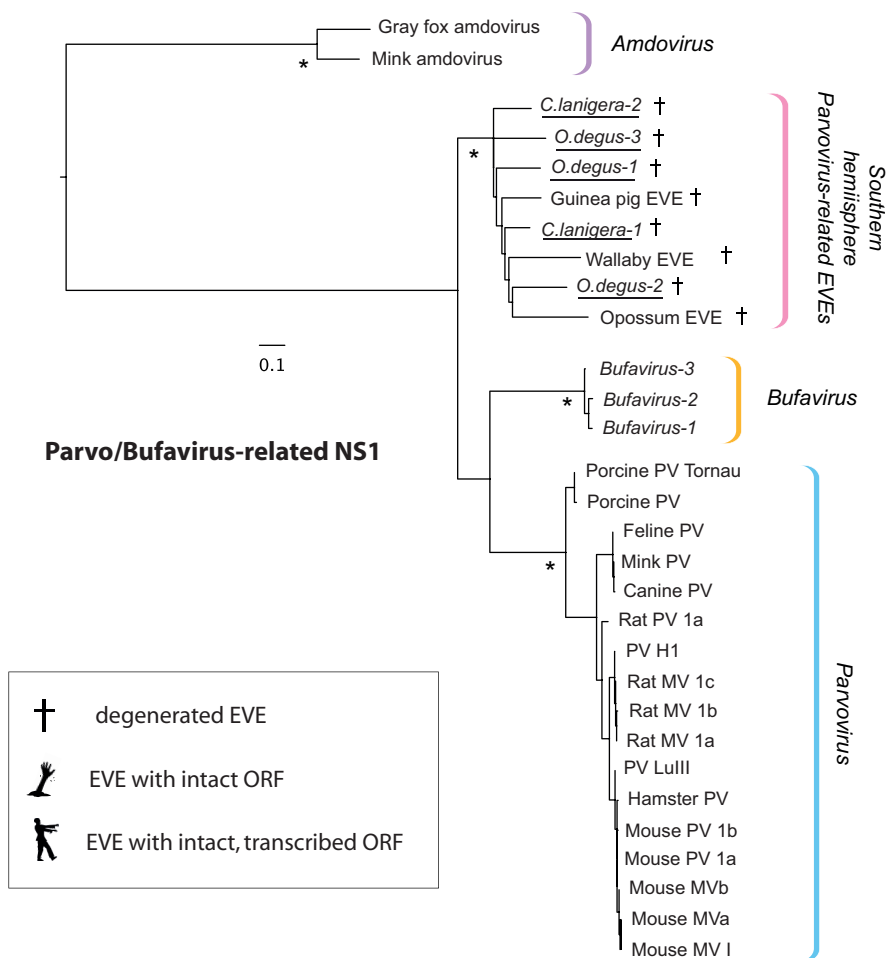 Gray fox amdovirus
Mink amdovirus
*
Amdovirus
C.lanigera-2 †
O.degus-3 †
*
O.degus-1 †
Guinea pig EVE †
C.lanigera-1 †
Wallaby EVE †
O.degus-2 †
Opossum EVE †
Southern
hemiisphere
Parvovirus-related EVEs
0.1
Bufavirus-3
Bufavirus-2
Bufavirus-1
*
Bufavirus
Parvo/Bufavirus-related NS1
Porcine PV Tornau
Porcine PV
Feline PV
Mink PV
Canine PV
*
Rat PV 1a
PV H1
Rat MV 1c
Rat MV 1b
Rat MV 1a
PV LuIII
Hamster PV
Mouse PV 1b
Mouse PV 1a
Mouse MVb
Mouse MVa
Mouse MV I
Parvovirus
† degenerated EVE
EVE with intact ORF
EVE with intact, transcribed ORF